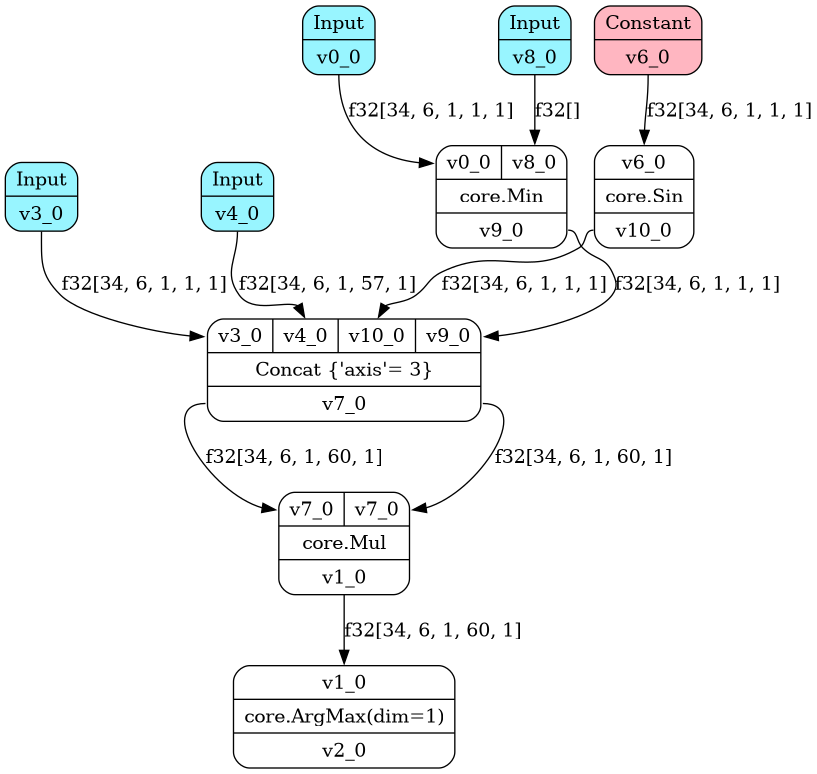 Input
v0_0
Input
v8_0
Constant
v6_0
f32[34, 6, 1, 1, 1]
f32[]
f32[34, 6, 1, 1, 1]
Input
v3_0
Input
v4_0
v0_0 v8_0
core.Min
v9_0
v6_0
core.Sin
v10_0
f32[34, 6, 1, 1, 1]
f32[34, 6, 1, 57, 1]
f32[34, 6, 1, 1, 1]
f32[34, 6, 1, 1, 1]
v3_0 v4_0 v10_0 v9_0
Concat {'axis'= 3}
v7_0
f32[34, 6, 1, 60, 1]
f32[34, 6, 1, 60, 1]
v7_0 v7_0
core.Mul
v1_0
f32[34, 6, 1, 60, 1]
v1_0
core.ArgMax(dim=1)
v2_0